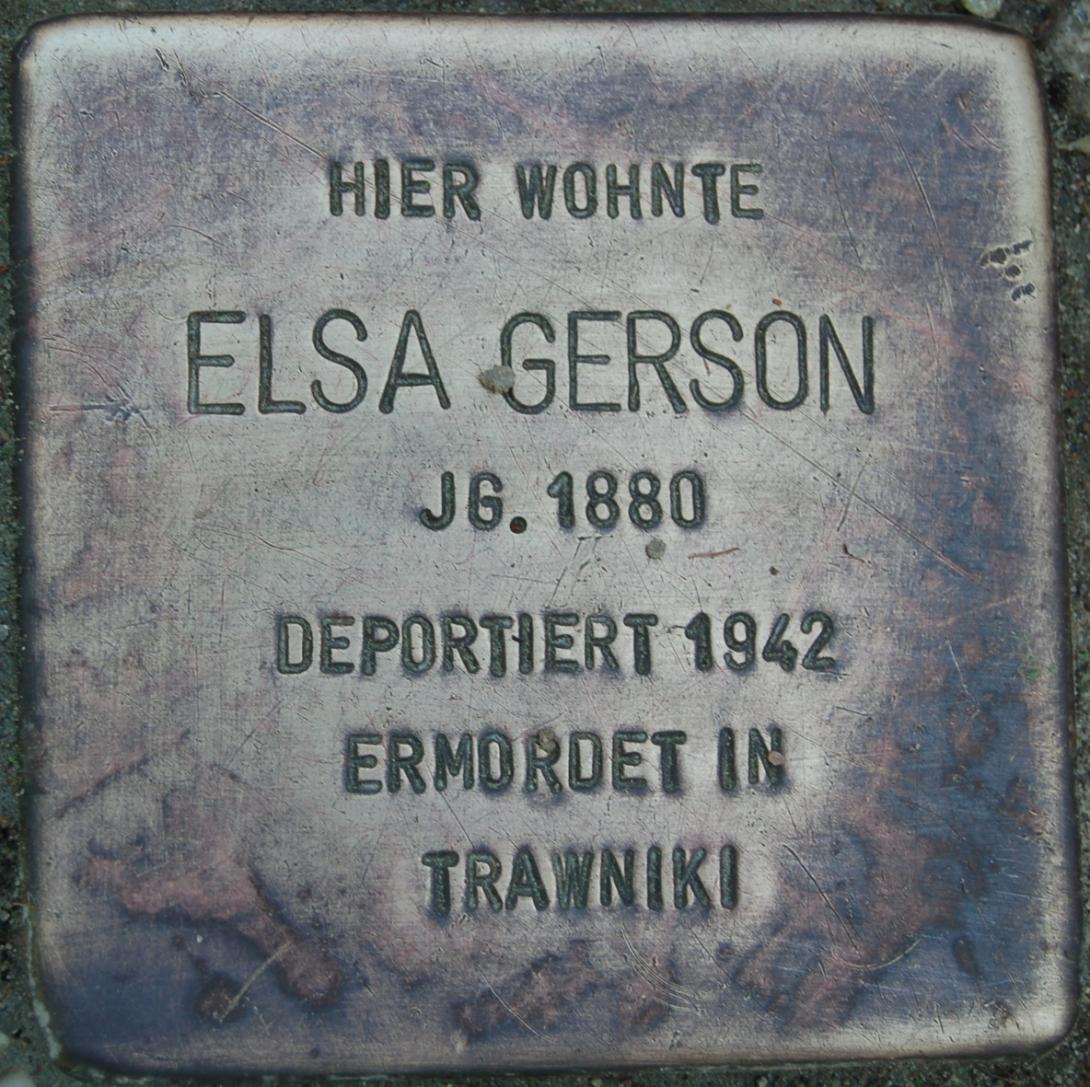 HIER WOHNTE
ELSA GERSON
JG. 1880
DEPORTIERT 1942
ERMORDET IN
TRAWNIKI